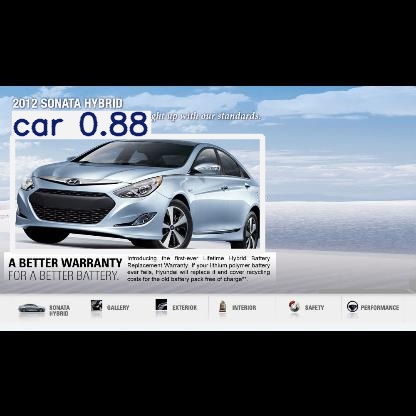 2012 SONATA HYBRID
car 0.88
ght up with our standards.
A BETTER WARRANTY
FOR A BETTER BATTERY.
Introducing the first-ever Lifetime Hybrid Battery
Replacement Warranty. If your lithium polymer battery
ever fails, Hyundai will replace it and cover recycling
costs for the old battery pack free of charge**.
SONATA
HYBRID
GALLERY
EXTERIOR
INTERIOR
SAFETY
PERFORMANCE